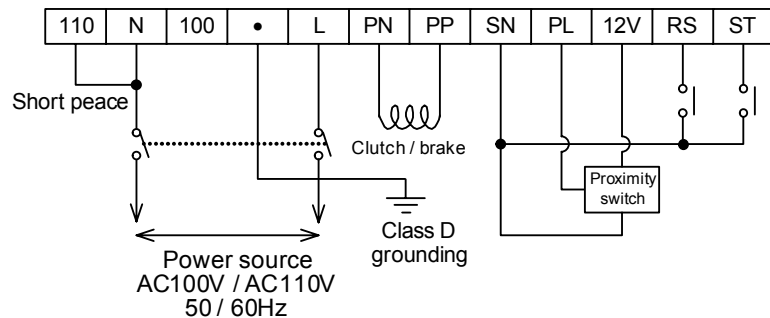 110 N 100 • L PN PP SN PL 12V RS ST
Short peace
Clutch / brake
Proximity
switch
Class D
grounding
Power source
AC100V / AC110V
50 / 60Hz